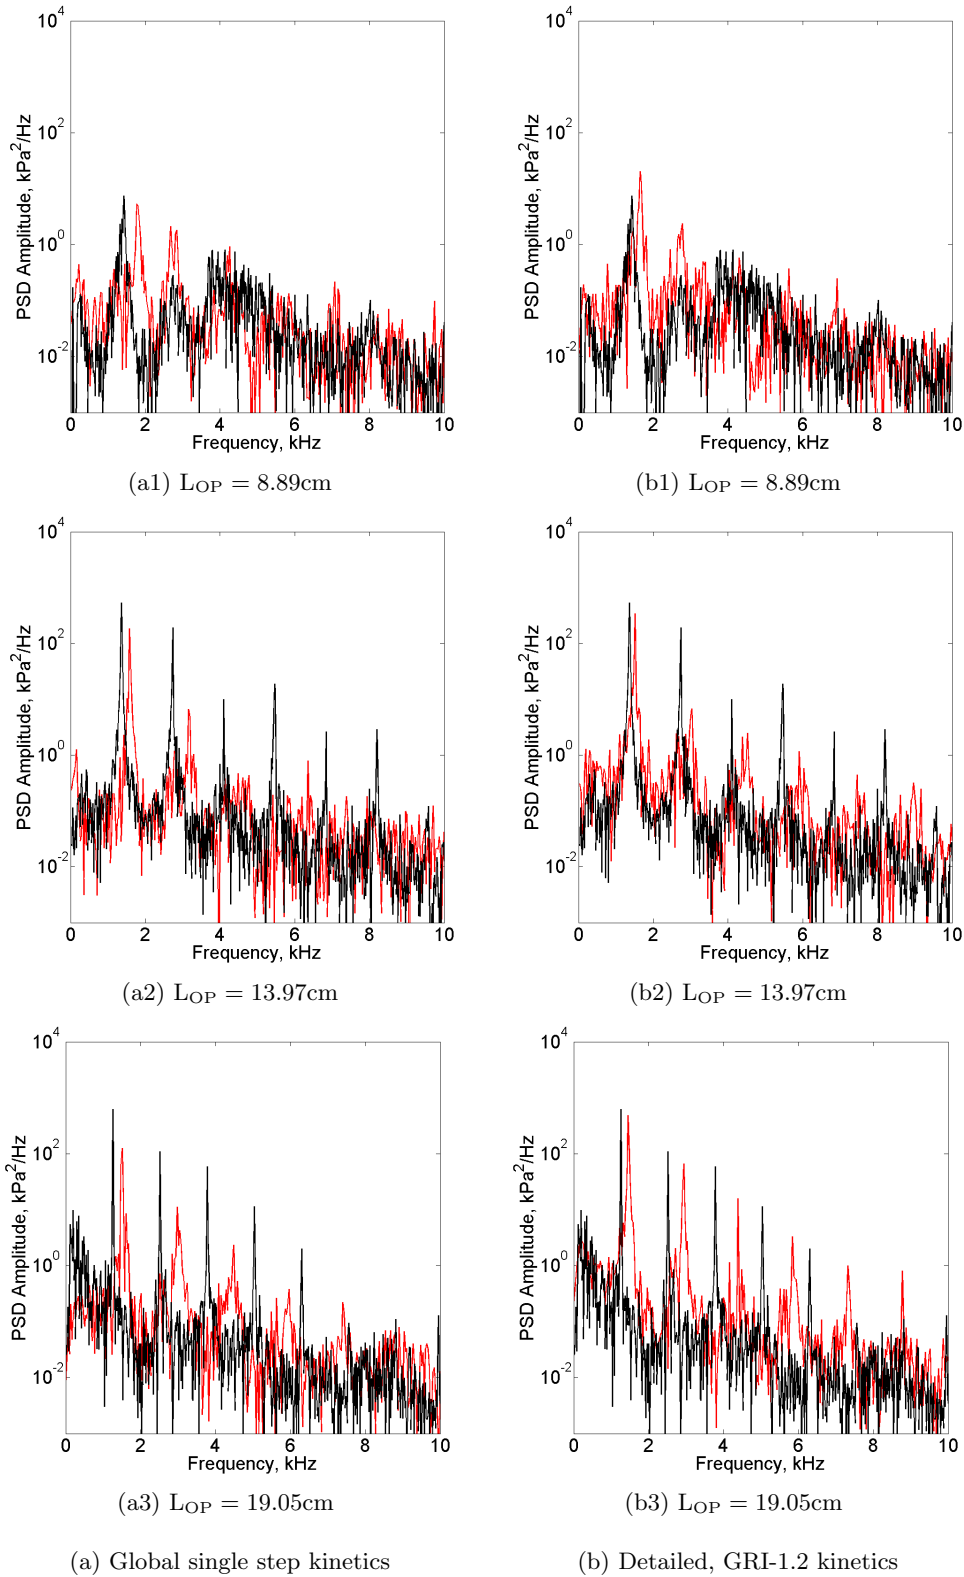 10^4
10^2
10^0
10^-2
PSD Amplitude, kPa^2/Hz
0 2 4 6 8 10
Frequency, kHz
(a1) L_OP = 8.89cm
10^4
10^2
10^0
10^-2
PSD Amplitude, kPa^2/Hz
0 2 4 6 8 10
Frequency, kHz
(b1) L_OP = 8.89cm
10^4
10^2
10^0
10^-2
PSD Amplitude, kPa^2/Hz
0 2 4 6 8 10
Frequency, kHz
(a2) L_OP = 13.97cm
10^4
10^2
10^0
10^-2
PSD Amplitude, kPa^2/Hz
0 2 4 6 8 10
Frequency, kHz
(b2) L_OP = 13.97cm
10^4
10^2
10^0
10^-2
PSD Amplitude, kPa^2/Hz
0 2 4 6 8 10
Frequency, kHz
(a3) L_OP = 19.05cm
10^4
10^2
10^0
10^-2
PSD Amplitude, kPa^2/Hz
0 2 4 6 8 10
Frequency, kHz
(b3) L_OP = 19.05cm
(a) Global single step kinetics
(b) Detailed, GRI-1.2 kinetics